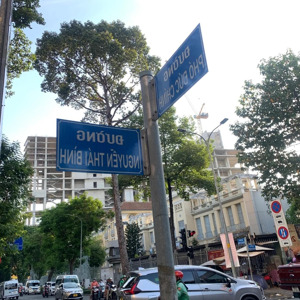 ĐƯỜNG
PHÓ ĐỨC CHÍNH
ĐƯỜNG
NGUYỄN THÁI BÌNH